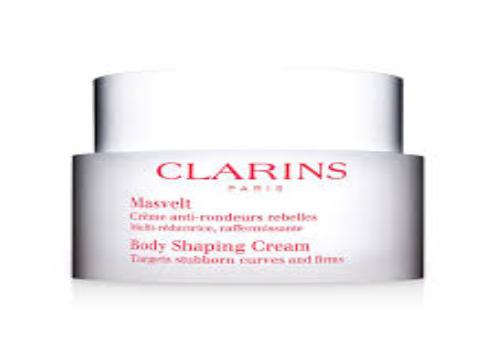 CLARINS
PARIS
Masvelt
Crème anti-rondeurs rebelles
Multi-réductrice, raffermissante
Body Shaping Cream
Targets stubborn curves and firms